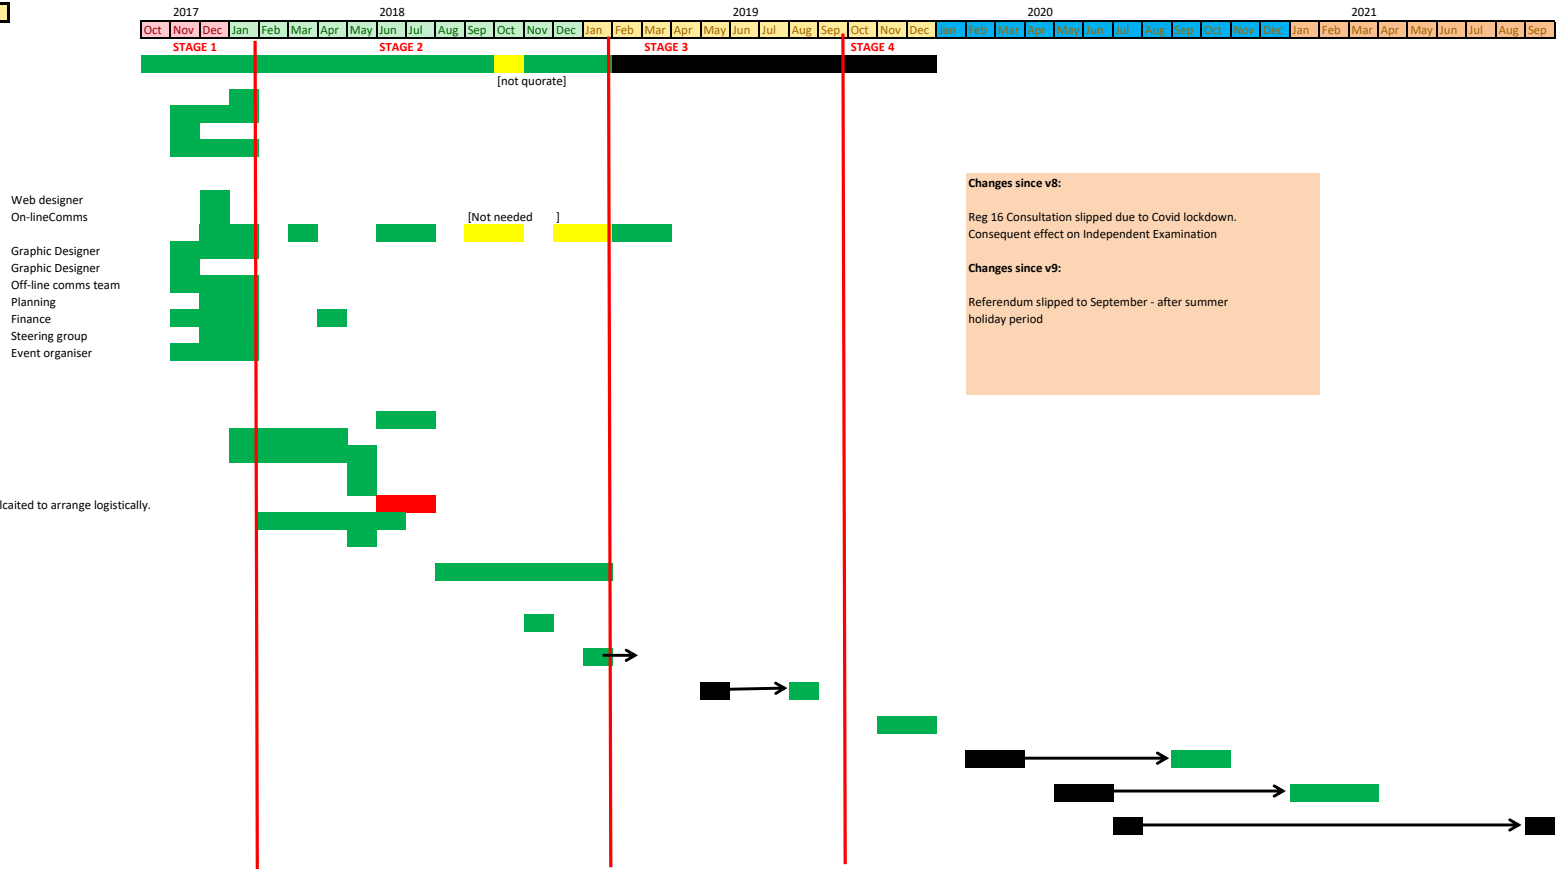 2017 2018 2019 2020 2021
Oct Nov Dec Jan Feb Mar Apr May Jun Jul Aug Sep Oct Nov Dec Jan Feb Mar Apr May Jun Jul Aug Sep Oct Nov Dec Jan Feb Mar Apr May Jun Jul Aug Sep Oct Nov Dec Jan Feb Mar Apr May Jun Jul Aug Sep
STAGE 1 STAGE 2 STAGE 3 STAGE 4
[not quorate]
Changes since v8:
Web designer
On-lineComms [Not needed ] Reg 16 Consultation slipped due to Covid lockdown.
Consequent effect on Independent Examination
Graphic Designer
Graphic Designer Changes since v9:
Off-line comms team
Planning Referendum slipped to September - after summer
Finance holiday period
Steering group
Event organiser
lcaited to arrange logistically.